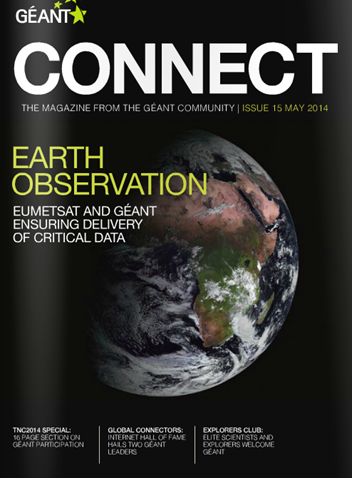 GÉANT
CONNECT
THE MAGAZINE FROM THE GÉANT COMMUNITY | ISSUE 15 MAY 2014
EARTH
OBSERVATION
EUMETSAT AND GÉANT
ENSURING DELIVERY
OF CRITICAL DATA
TNC2014 SPECIAL:
16 PAGE SECTION ON
GÉANT PARTICIPATION
GLOBAL CONNECTORS:
INTERNET HALL OF FAME
HAILS TWO GÉANT
LEADERS
EXPLORERS CLUB:
ELITE SCIENTISTS AND
EXPLORERS WELCOME
GÉANT